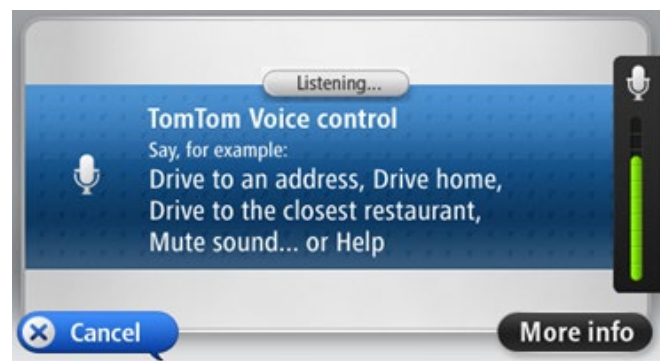 Listening...
TomTom Voice control
Say, for example:
Drive to an address, Drive home,
Drive to the closest restaurant,
Mute sound... or Help
Cancel
More info